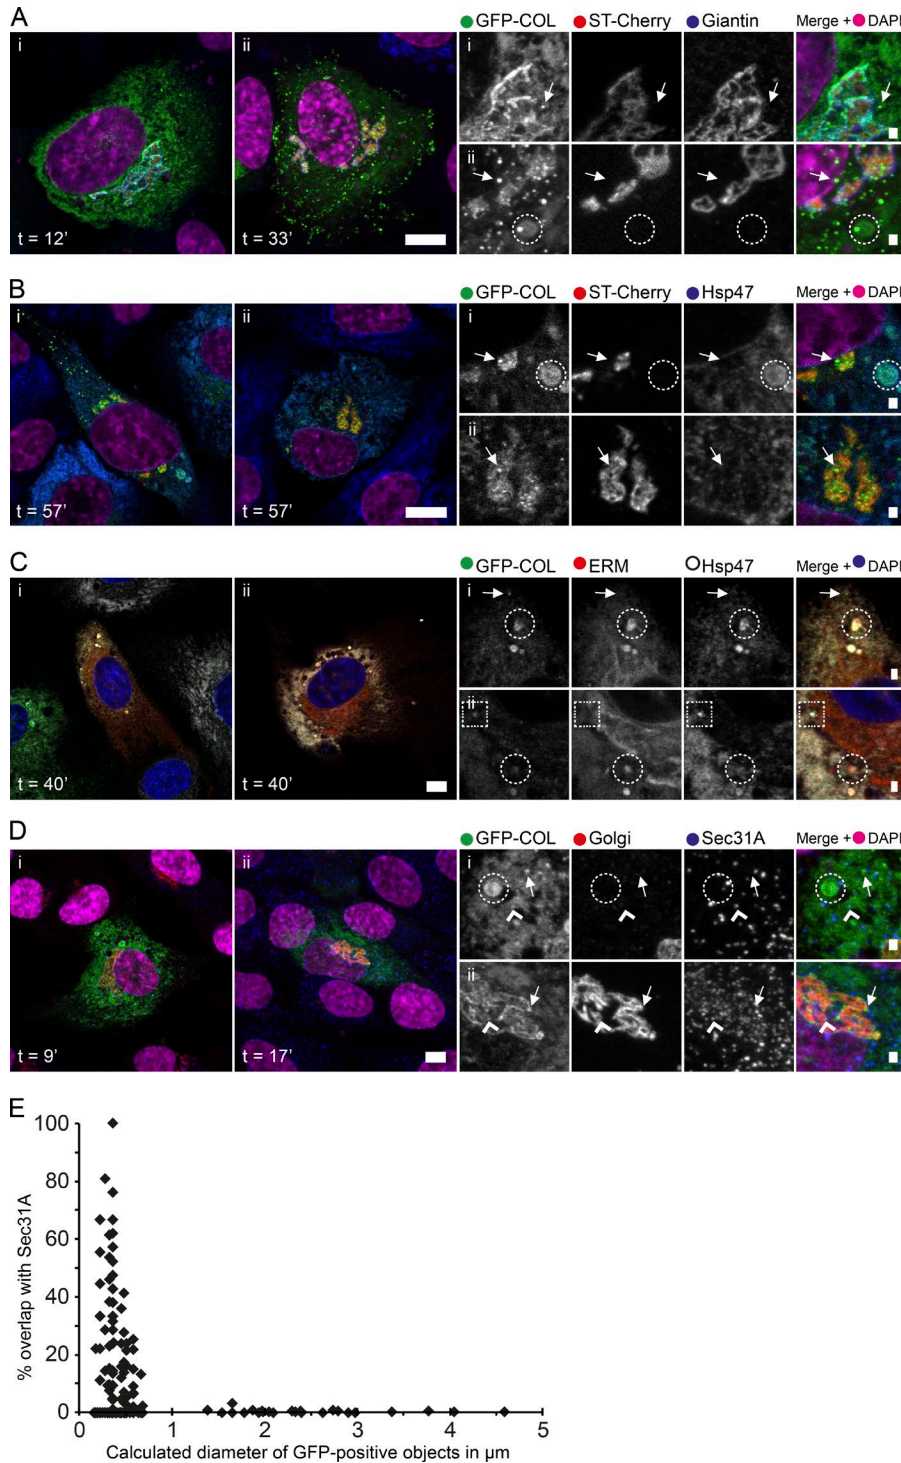 A
GFP-COL ST-Cherry Giantin Merge + DAPI
i ii i
t = 12' t = 33'
ii
B
GFP-COL ST-Cherry Hsp47 Merge + DAPI
i ii i
t = 57' t = 57'
ii
C
GFP-COL ERM Hsp47 Merge + DAPI
i ii i
t = 40' t = 40'
ii
D
GFP-COL Golgi Sec31A Merge + DAPI
i ii i
t = 9' t = 17'
ii
E
% overlap with Sec31A
100
80
60
40
20
0
0 1 2 3 4 5
Calculated diameter of GFP-positive objects in µm